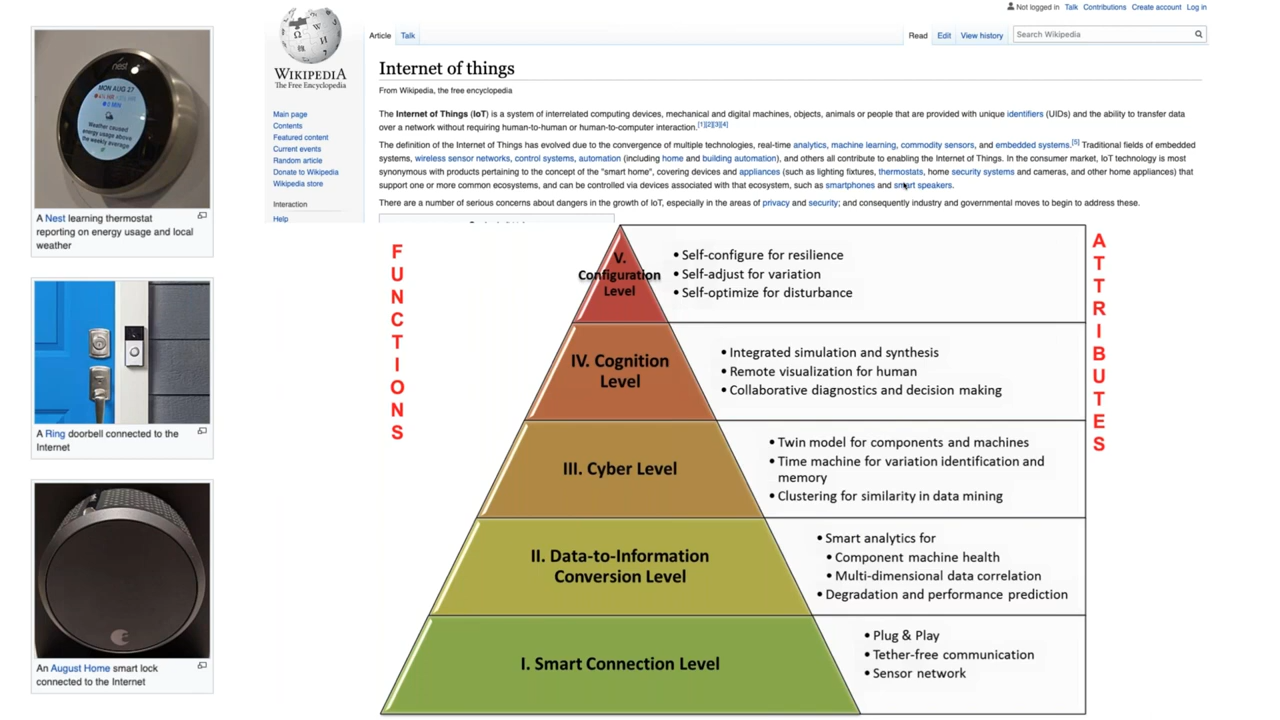 Not logged in Talk Contributions Create account Log in
Article Talk
Read Edit View history
Search Wikipedia
WIKIPEDIA
The Free Encyclopedia
Main page
Contents
Featured content
Current events
Random article
Donate to Wikipedia
Wikipedia store
Interaction
Help
Internet of things
From Wikipedia, the free encyclopedia
The Internet of Things (IoT) is a system of interrelated computing devices, mechanical and digital machines, objects, animals or people that are provided with unique identifiers (UIDs) and the ability to transfer data
over a network without requiring human-to-human or human-to-computer interaction.[1][2][3][4]
The definition of the Internet of Things has evolved due to the convergence of multiple technologies, real-time analytics, machine learning, commodity sensors, and embedded systems.[5] Traditional fields of embedded
systems, wireless sensor networks, control systems, automation (including home and building automation), and others all contribute to enabling the Internet of Things. In the consumer market, IoT technology is most
synonymous with products pertaining to the concept of the "smart home", covering devices and appliances (such as lighting fixtures, thermostats, home security systems and cameras, and other home appliances) that
support one or more common ecosystems, and can be controlled via devices associated with that ecosystem, such as smartphones and smart speakers.
There are a number of serious concerns about dangers in the growth of IoT, especially in the areas of privacy and security; and consequently industry and governmental moves to begin to address these.
nest
MON AUG 27
Weather caused
energy usage above
the weekly average
A Nest learning thermostat
reporting on energy usage and local
weather
A Ring doorbell connected to the
Internet
An August Home smart lock
connected to the Internet
FUNCTIONS
V.
Configuration
Level
• Self-configure for resilience
• Self-adjust for variation
• Self-optimize for disturbance
IV. Cognition
Level
• Integrated simulation and synthesis
• Remote visualization for human
• Collaborative diagnostics and decision making
III. Cyber Level
• Twin model for components and machines
• Time machine for variation identification and
memory
• Clustering for similarity in data mining
II. Data-to-Information
Conversion Level
• Smart analytics for
• Component machine health
• Multi-dimensional data correlation
• Degradation and performance prediction
I. Smart Connection Level
• Plug & Play
• Tether-free communication
• Sensor network
ATTRIBUTES